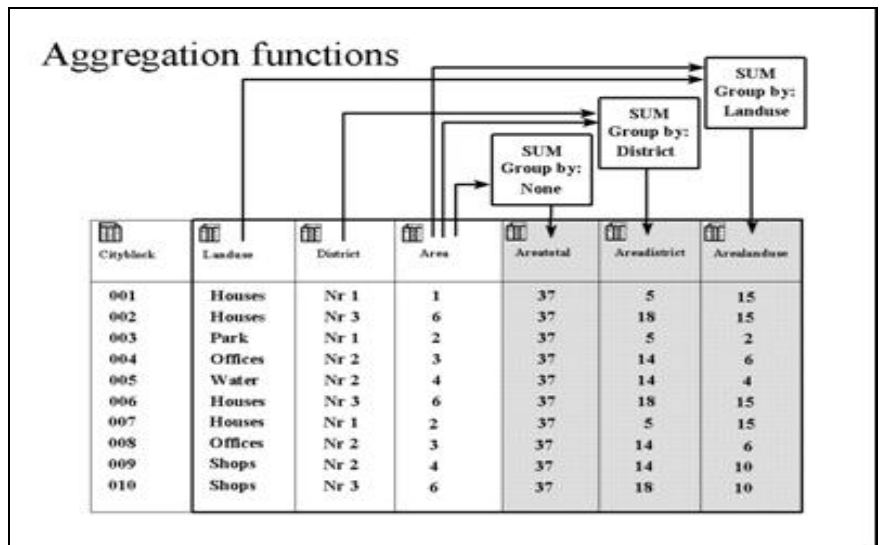 Aggregation functions
SUM
Group by:
Landuse
SUM
Group by:
District
SUM
Group by:
None
Cityblock Landuse District Area Areatotal Areadistrict Arealanduse
001 Houses Nr 1 1 37 5 15
002 Houses Nr 3 6 37 18 15
003 Park Nr 1 2 37 5 2
004 Offices Nr 2 3 37 14 6
005 Water Nr 2 4 37 14 4
006 Houses Nr 3 6 37 18 15
007 Houses Nr 1 2 37 5 15
008 Offices Nr 2 3 37 14 6
009 Shops Nr 2 4 37 14 10
010 Shops Nr 3 6 37 18 10